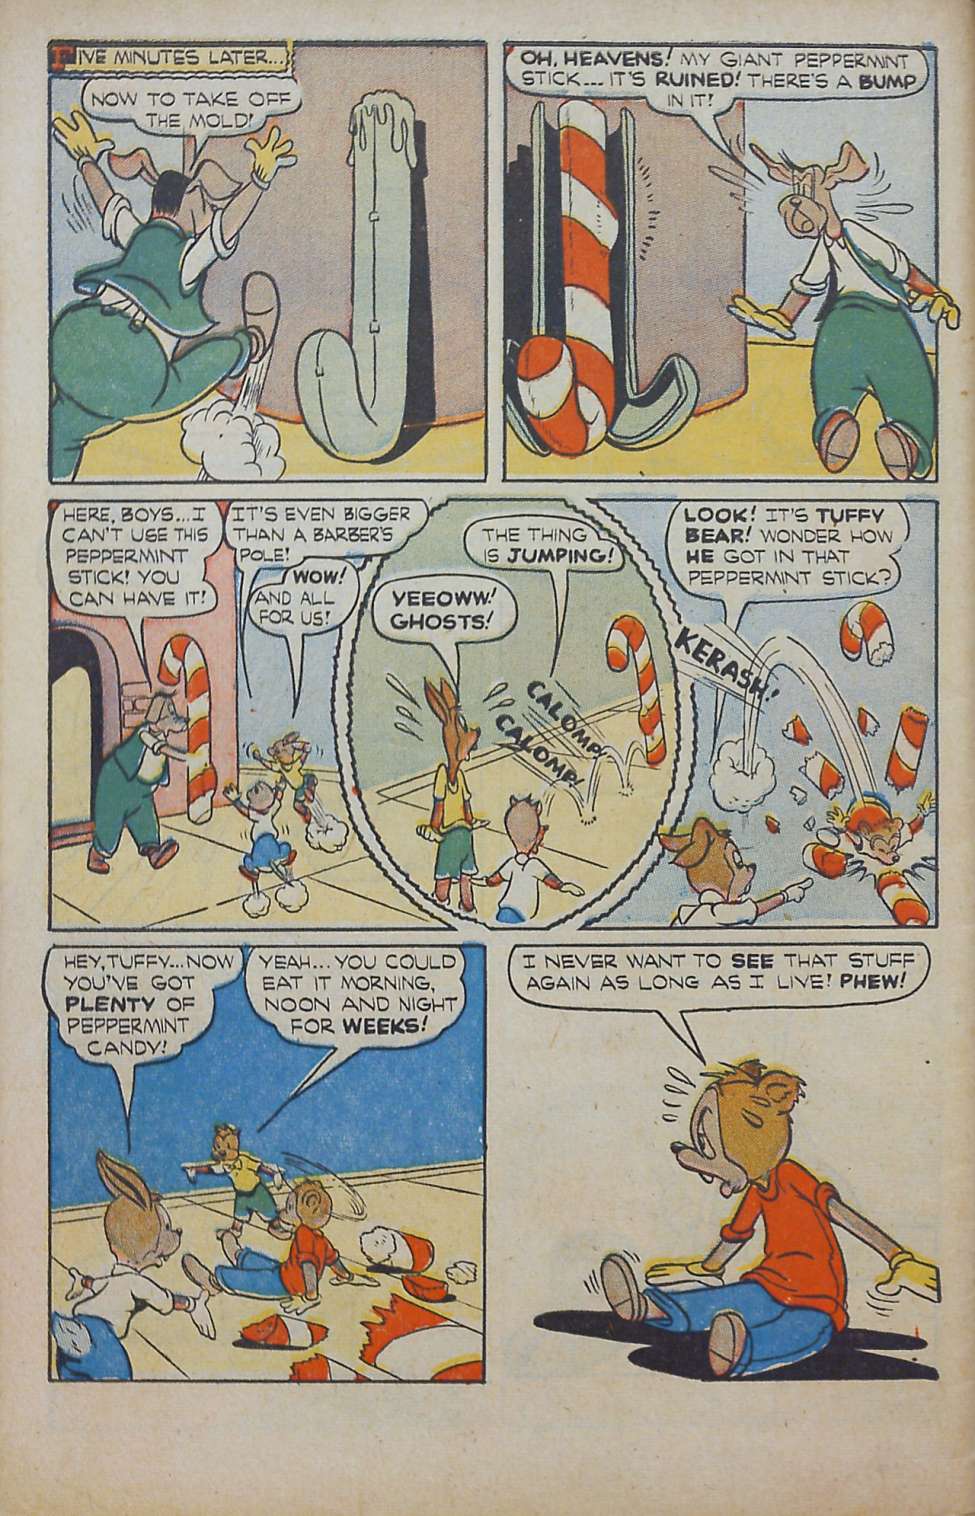 FIVE MINUTES LATER...
NOW TO TAKE OFF
THE MOLD!
OH, HEAVENS! MY GIANT PEPPERMINT
STICK... IT'S RUINED! THERE'S A BUMP
IN IT!
HERE, BOYS...I
CAN'T USE THIS
PEPPERMINT
STICK! YOU
CAN HAVE IT!
IT'S EVEN BIGGER
THAN A BARBER'S
POLE!
WOW!
AND ALL
FOR US!
YEEOWW!
GHOSTS!
THE THING
IS JUMPING!
CALOMP!
CALOMP!
LOOK! IT'S TUFFY
BEAR! WONDER HOW
HE GOT IN THAT
PEPPERMINT STICK?
KERASH!
HEY, TUFFY...NOW
YOU'VE GOT
PLENTY OF
PEPPERMINT
CANDY!
YEAH...YOU COULD
EAT IT MORNING,
NOON AND NIGHT
FOR WEEKS!
I NEVER WANT TO SEE THAT STUFF
AGAIN AS LONG AS I LIVE! PHEW!